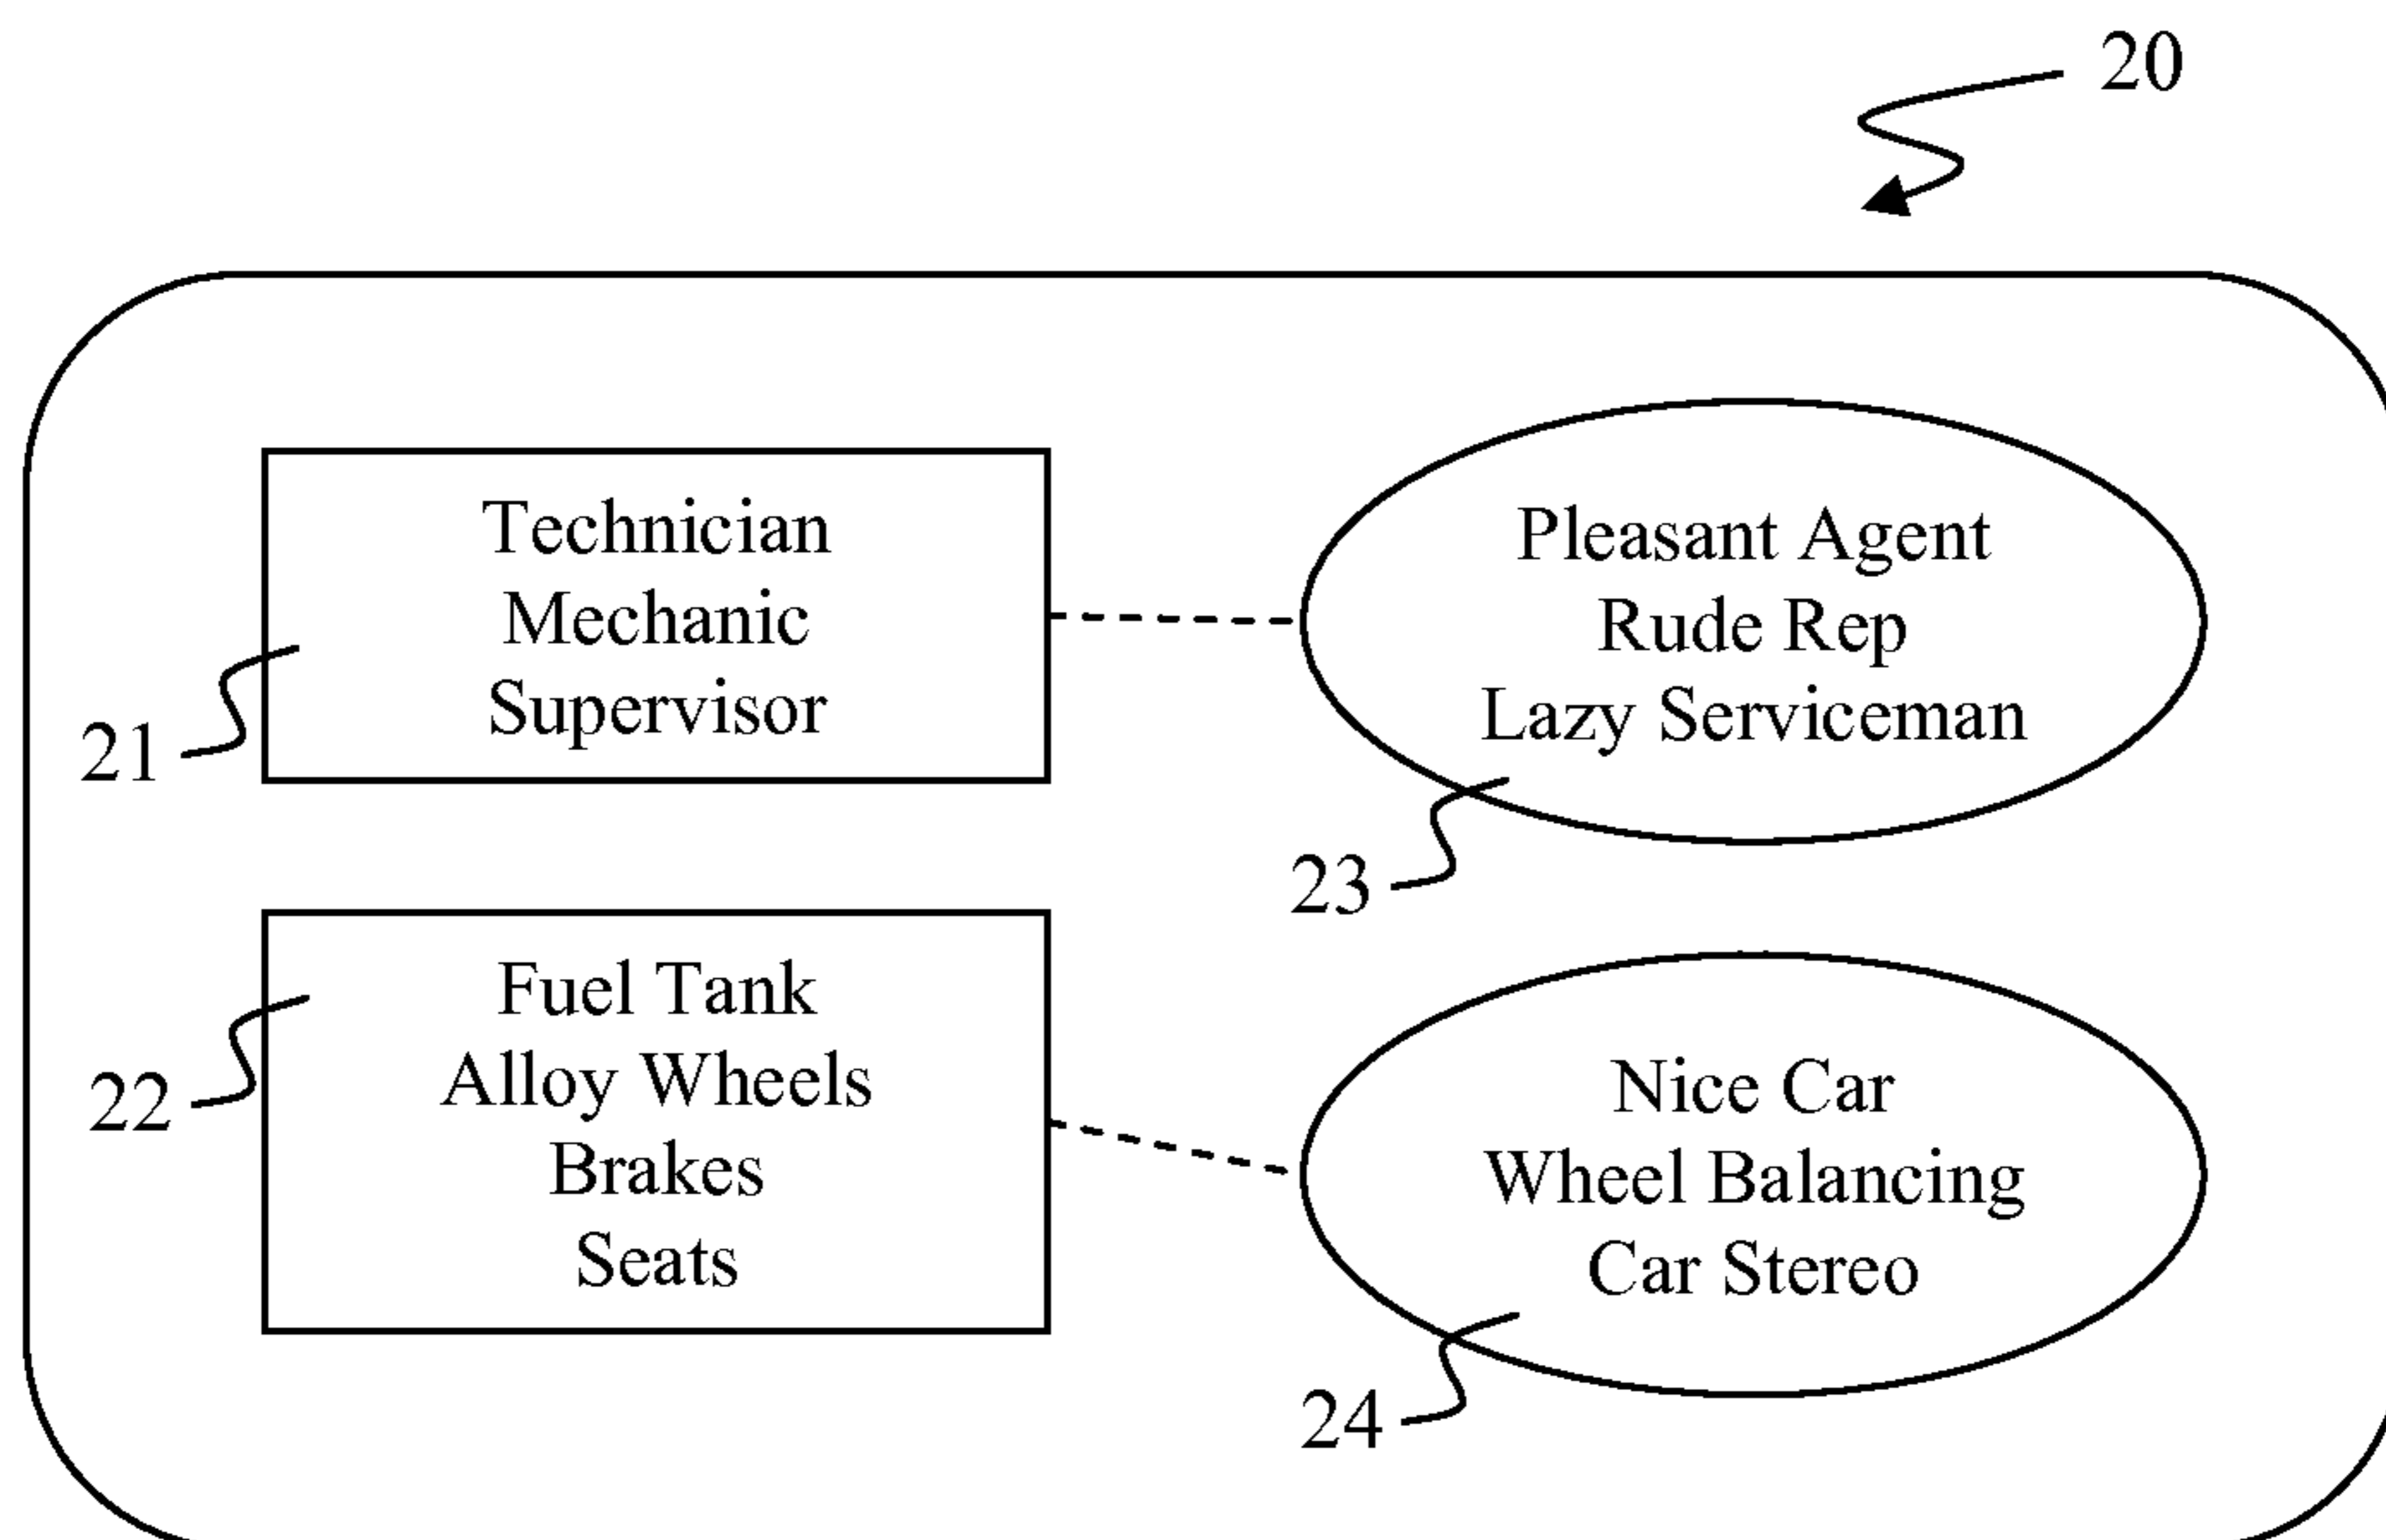 20
Technician
Mechanic
Supervisor
21
Pleasant Agent
Rude Rep
Lazy Serviceman
23
Fuel Tank
Alloy Wheels
Brakes
Seats
22
Nice Car
Wheel Balancing
Car Stereo
24